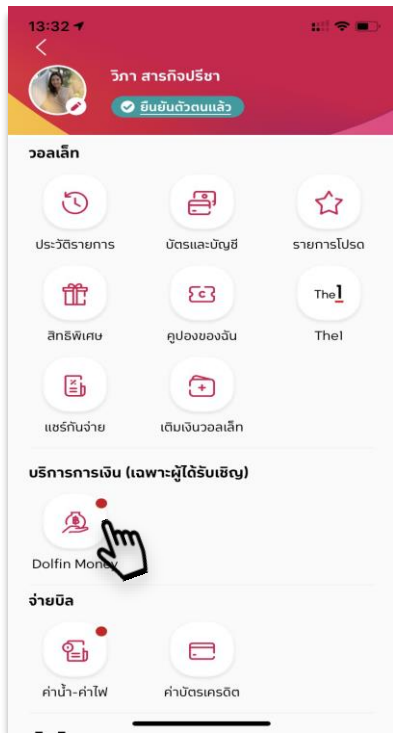 13:32
วิภา สารกิจปรีชา
ยืนยันตัวตนแล้ว
วอลเล็ท
ประวัติรายการ บัตรและบัญชี รายการโปรด
สิทธิพิเศษ คูปองของฉัน The1
The1
แชร์กันจ่าย เติมเงินวอลเล็ท
บริการการเงิน (เฉพาะผู้ได้รับเชิญ)
Dolfin Money
จ่ายบิล
ค่าน้ำ-ค่าไฟ ค่าบัตรเครดิต